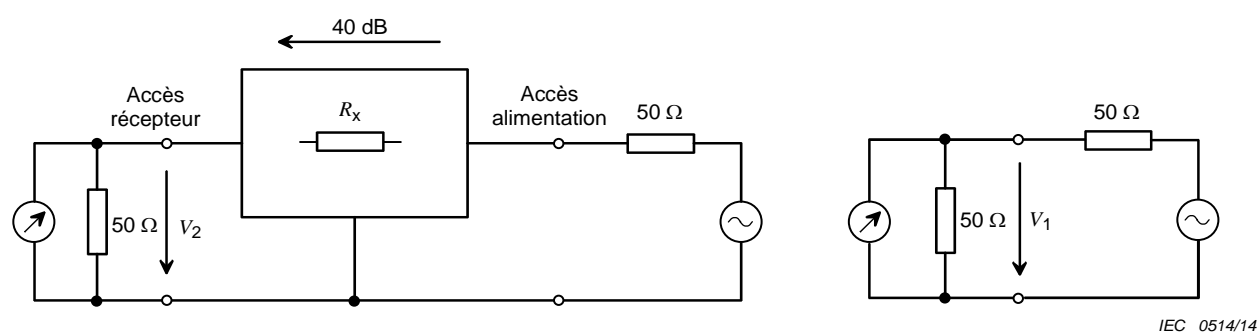 40 dB
Accès
récepteur
Rx
Accès
alimentation
50 Ω
50 Ω
V2
50 Ω
50 Ω
V1
IEC 0514/14